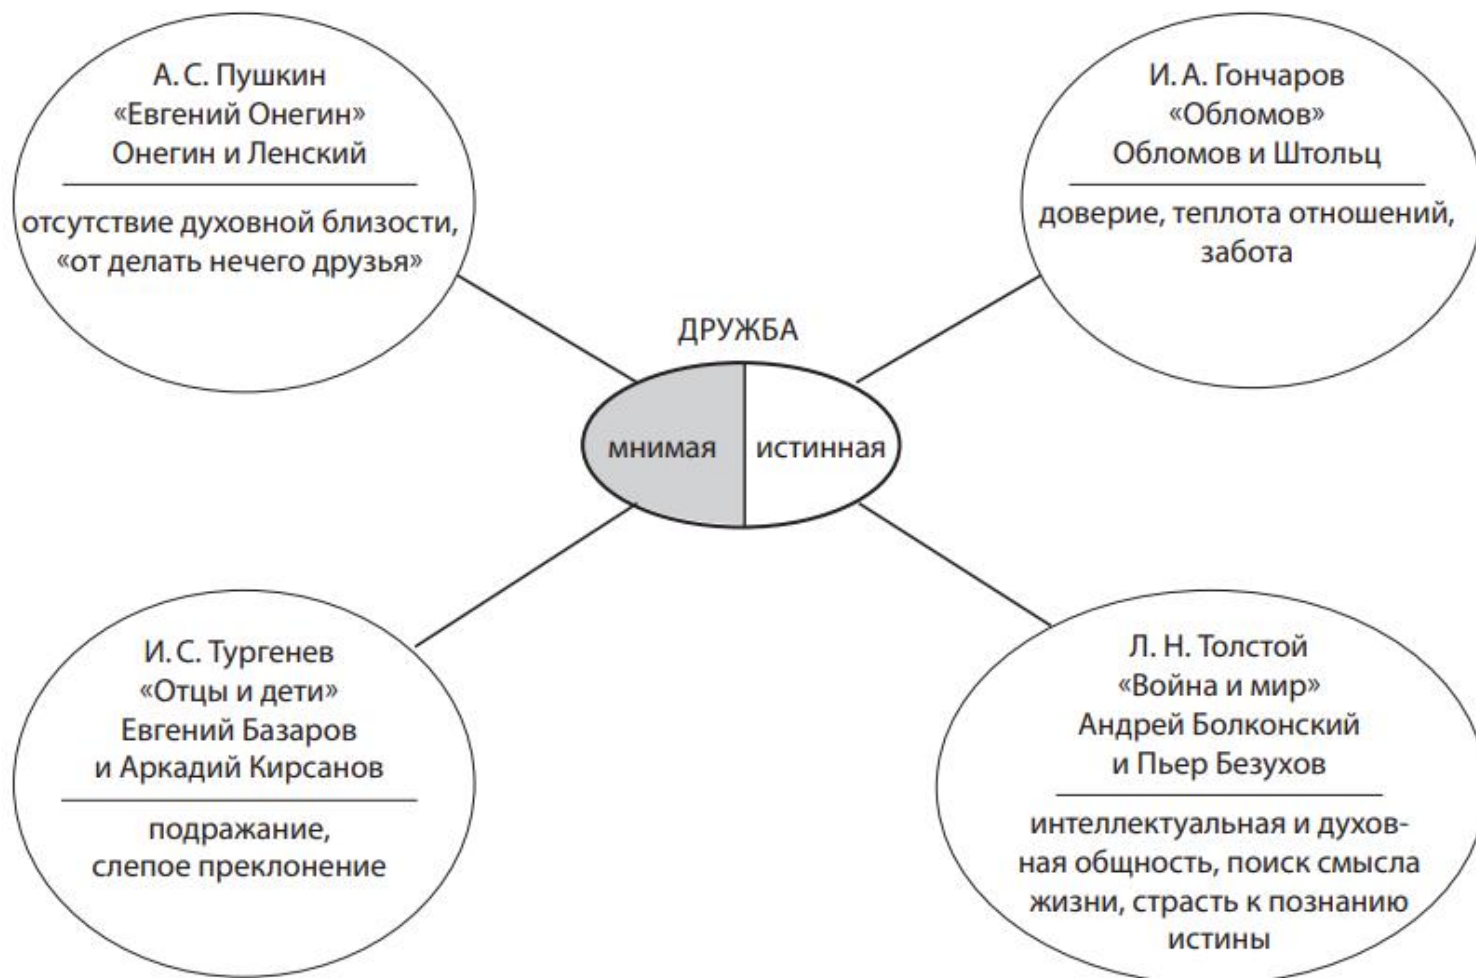 А. С. Пушкин
«Евгений Онегин»
Онегин и Ленский
отсутствие духовной близости,
«от делать нечего друзья»
И. А. Гончаров
«Обломов»
Обломов и Штольц
доверие, теплота отношений,
забота
ДРУЖБА
мнимая
истинная
И. С. Тургенев
«Отцы и дети»
Евгений Базаров
и Аркадий Кирсанов
подражание,
слепое преклонение
Л. Н. Толстой
«Война и мир»
Андрей Болконский
и Пьер Безухов
интеллектуальная и духов-
ная общность, поиск смысла
жизни, страсть к познанию
истины